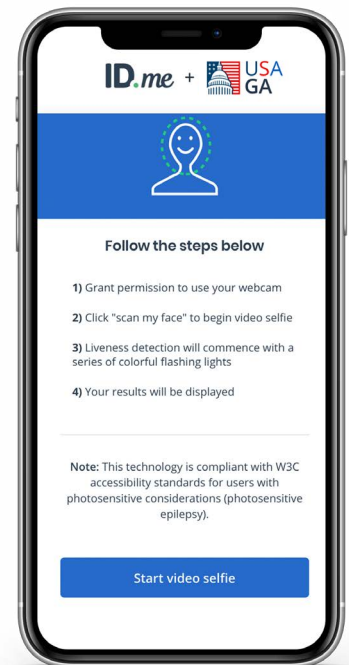 ID.me + USA
GA
Follow the steps below
1) Grant permission to use your webcam
2) Click "scan my face" to begin video selfie
3) Liveness detection will commence with a
series of colorful flashing lights
4) Your results will be displayed
Note: This technology is compliant with W3C
accessibility standards for users with
photosensitive considerations (photosensitive
epilepsy).
Start video selfie